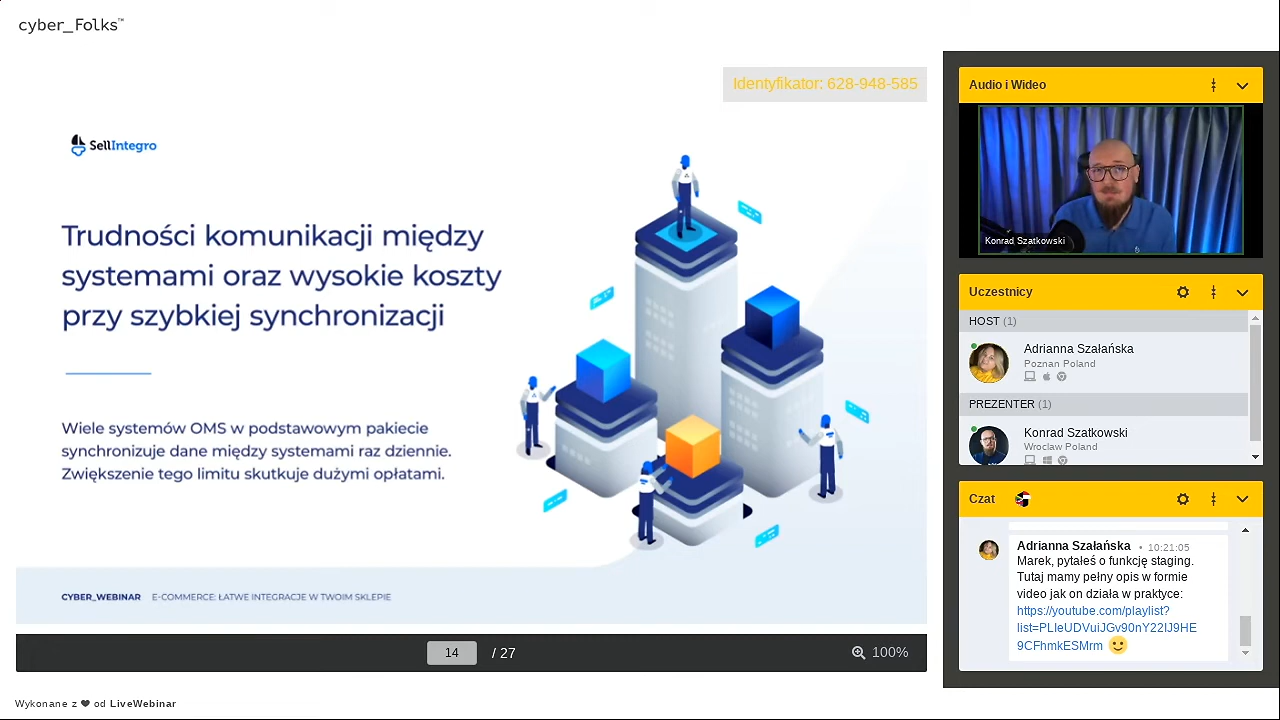 cyber_Folks™
Identyfikator: 628-948-585
SellIntegro
Trudności komunikacji między
systemami oraz wysokie koszty
przy szybkiej synchronizacji
Wiele systemów OMS w podstawowym pakiecie
synchronizuje dane między systemami raz dziennie.
Zwiększenie tego limitu skutkuje dużymi opłatami.
CYBER_WEBINAR E-COMMERCE: ŁATWE INTEGRACJE W TWOIM SKLEPIE
14 / 27
100%
Wykonane z ❤ od LiveWebinar
Audio i Wideo
Konrad Szatkowski
Uczestnicy
HOST (1)
Adrianna Szałańska
Poznan Poland
PREZENTER (1)
Konrad Szatkowski
Wroclaw Poland
Czat
Adrianna Szałańska • 10:21:05
Marek, pytałeś o funkcję staging.
Tutaj mamy pełny opis w formie
video jak on działa w praktyce:
https://youtube.com/playlist?
list=PLIeUDVuiJGv90nY22IJ9HE
9CFhmkESMrm 🙂